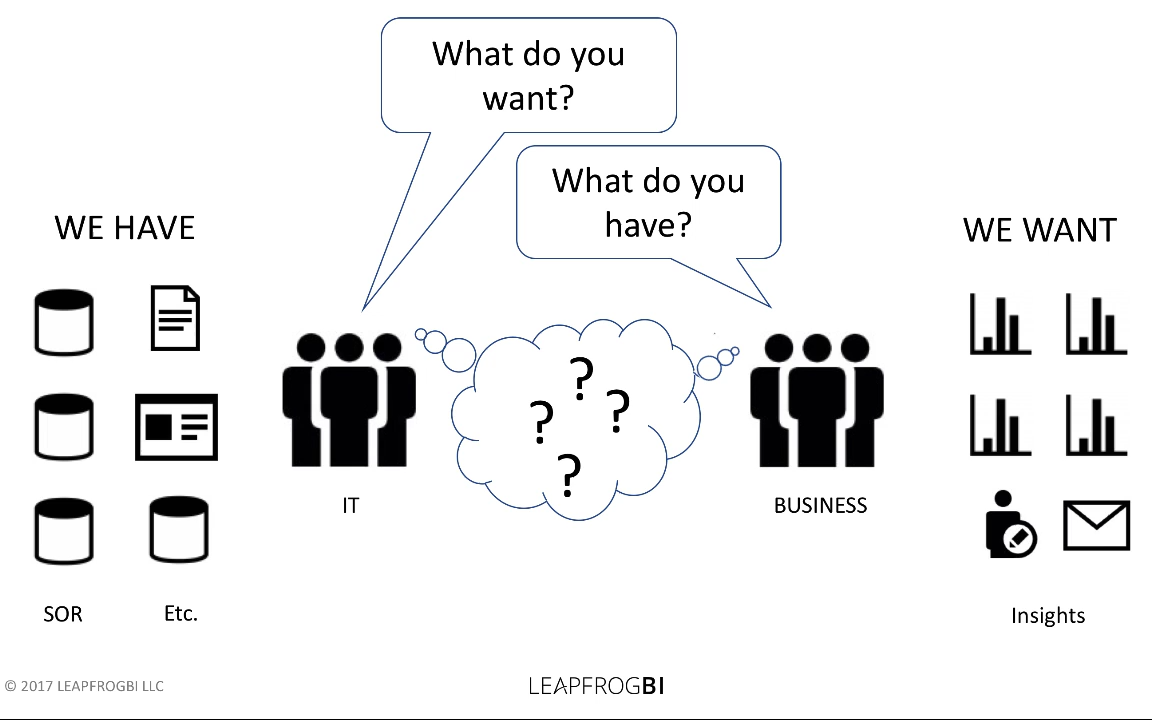 What do you
want?
What do you
have?
WE HAVE
WE WANT
?
?
?
?
IT
BUSINESS
SOR
Etc.
Insights
© 2017 LEAPFROGBI LLC
LEAPFROGBI